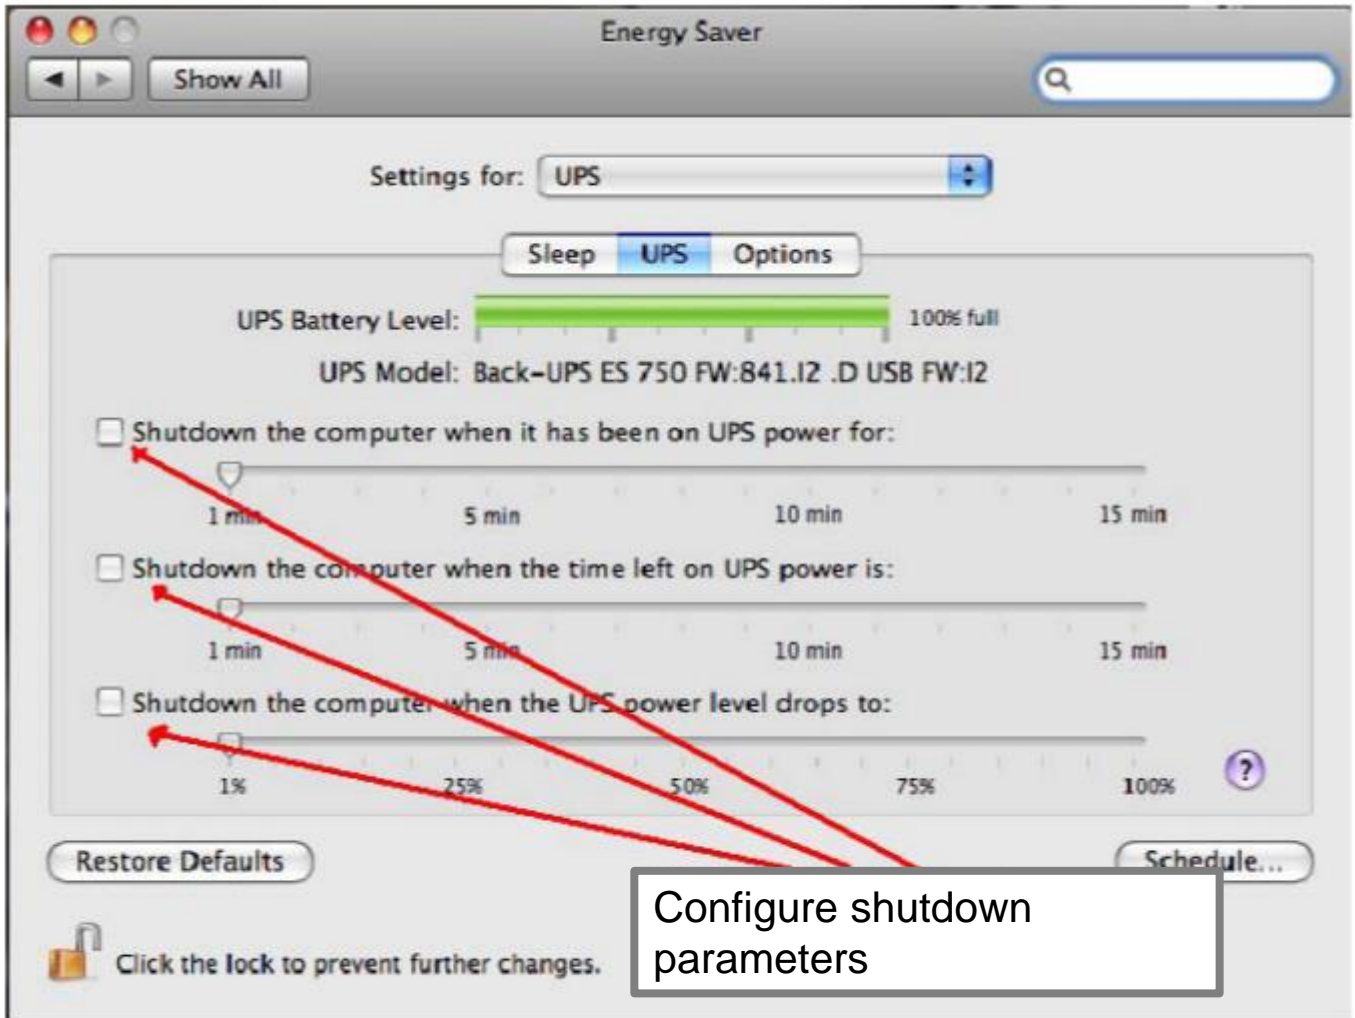 Energy Saver
Show All
Settings for: UPS
Sleep UPS Options
UPS Battery Level: 100% full
UPS Model: Back-UPS ES 750 FW:841.I2 .D USB FW:I2
Shutdown the computer when it has been on UPS power for:
1 min 5 min 10 min 15 min
Shutdown the computer when the time left on UPS power is:
1 min 5 min 10 min 15 min
Shutdown the computer when the UPS power level drops to:
1% 25% 50% 75% 100% ?
Restore Defaults Schedule...
Configure shutdown
parameters
Click the lock to prevent further changes.